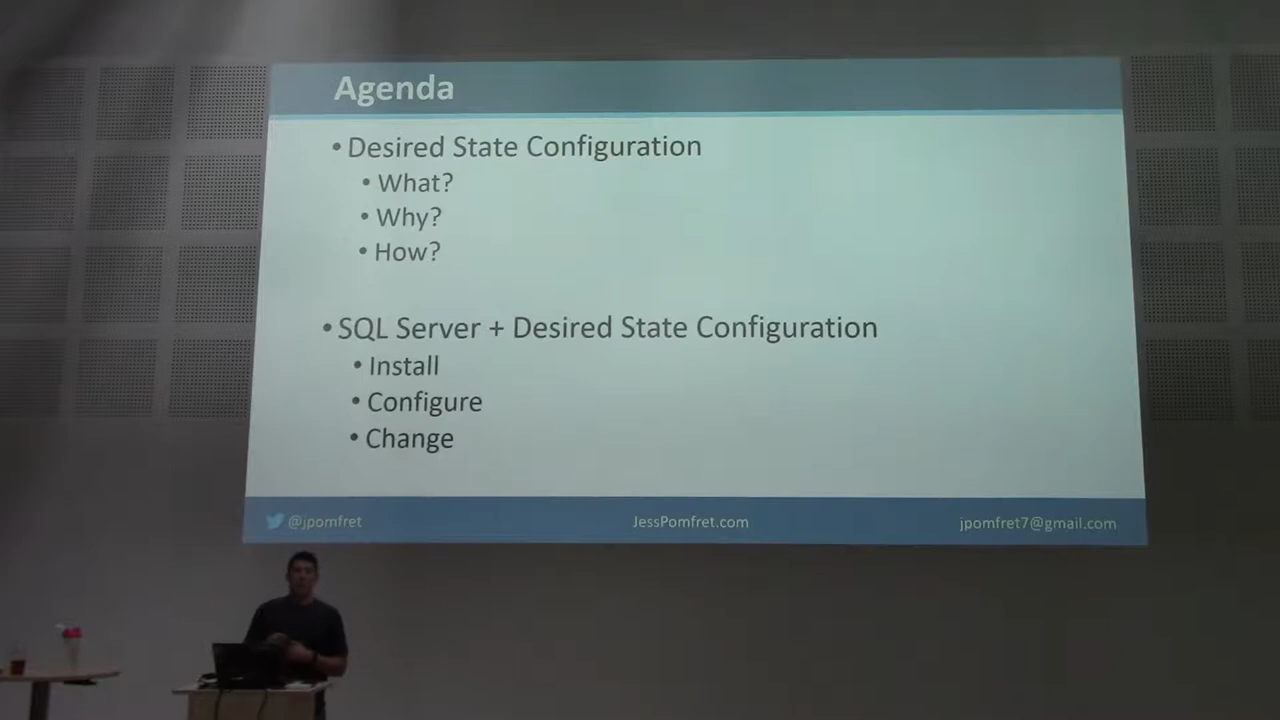 Agenda
• Desired State Configuration
• What?
• Why?
• How?
• SQL Server + Desired State Configuration
• Install
• Configure
• Change
@jpomfret JessPomfret.com jpomfret7@gmail.com